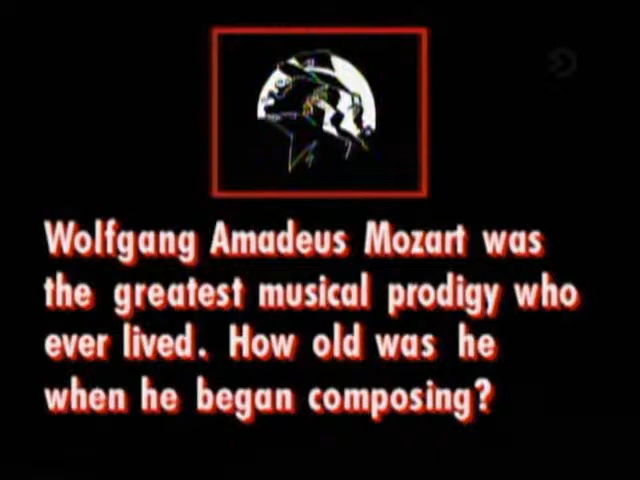 Wolfgang Amadeus Mozart was
the greatest musical prodigy who
ever lived. How old was he
when he began composing?